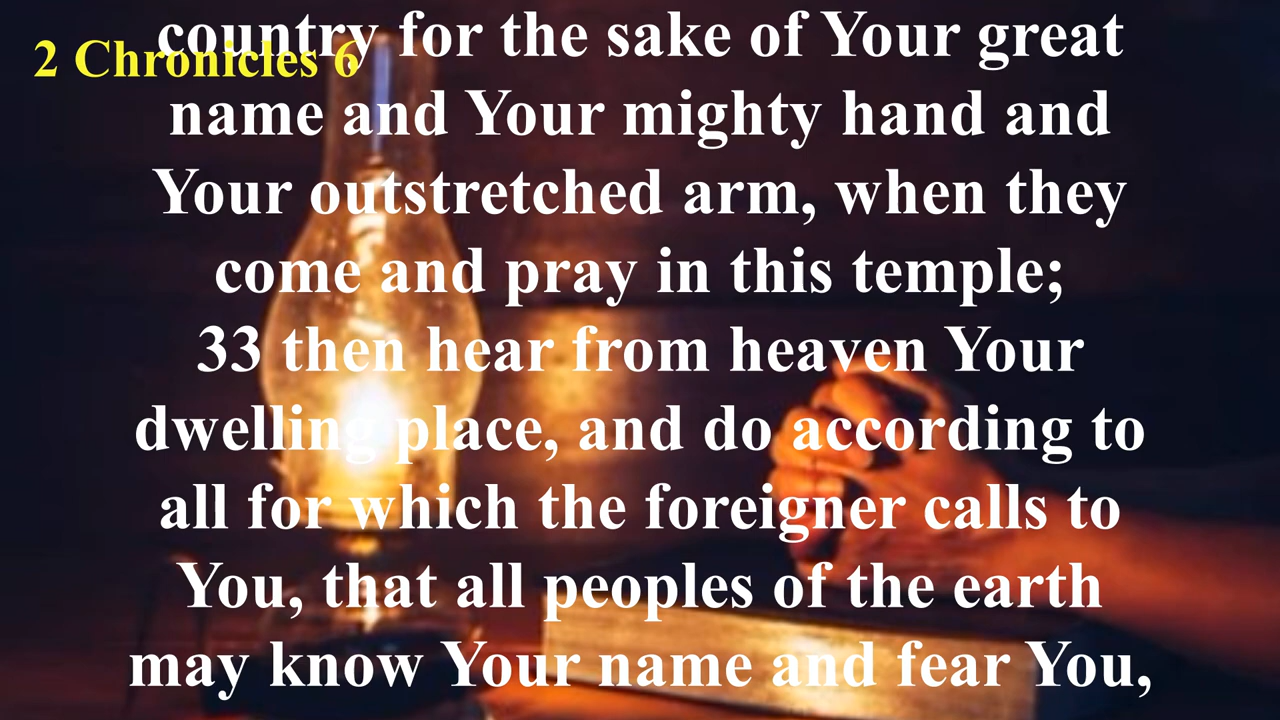 2 Chronicles 6
country for the sake of Your great
name and Your mighty hand and
Your outstretched arm, when they
come and pray in this temple;
33 then hear from heaven Your
dwelling place, and do according to
all for which the foreigner calls to
You, that all peoples of the earth
may know Your name and fear You,